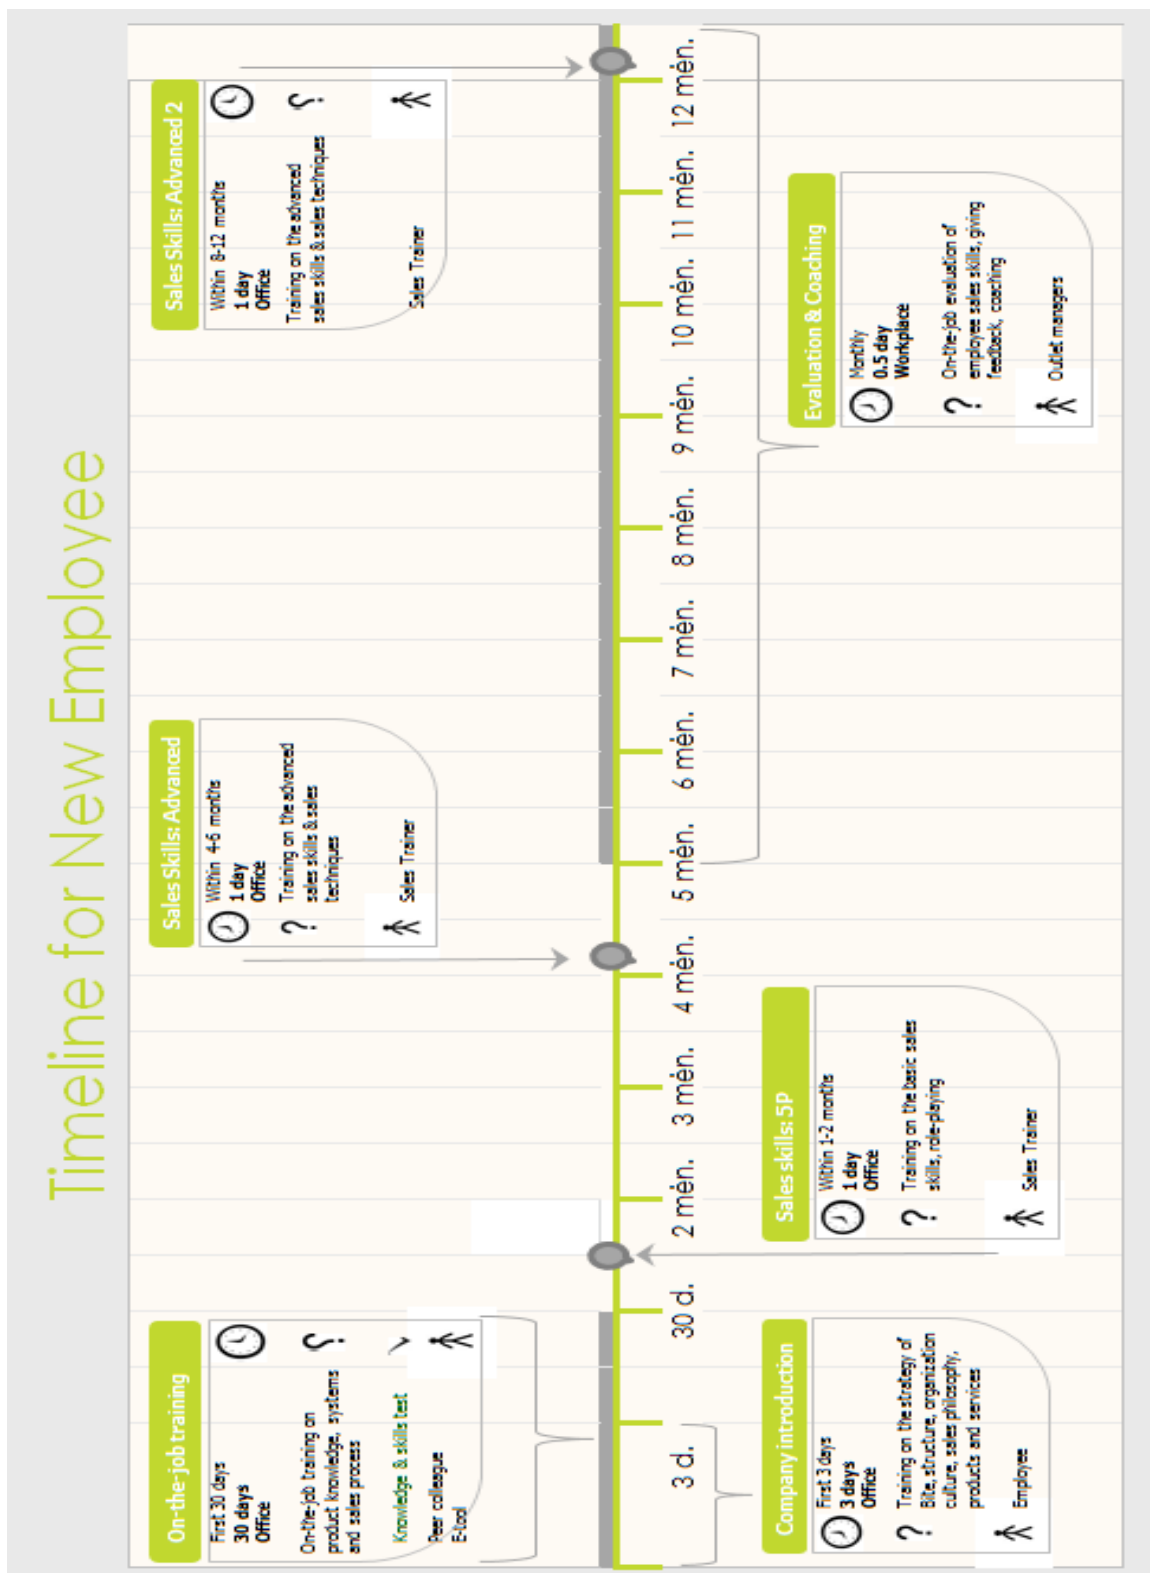 Timeline for New Employee
On-the-job training
First 30 days
30 days
Office
On-the-job training on
product knowledge, systems
and sales process
Knowledge & skills test
Peer colleague
E-tool
Sales Skills: Advanced
Within 4-6 months
1 day
Office
Training on the advanced
sales skills & sales
techniques
Sales Trainer
Sales Skills: Advanced 2
Within 8-12 months
1 day
Office
Training on the advanced
sales skills & sales techniques
Sales Trainer
3 d.
30 d.
2 mėn.
3 mėn.
4 mėn.
5 mėn.
6 mėn.
7 mėn.
8 mėn.
9 mėn.
10 mėn.
11 mėn.
12 mėn.
Company introduction
First 3 days
3 days
Office
Training on the strategy of
Bite, structure, organization
culture, sales philosophy,
products and services
Employee
Sales skills: 5P
Within 1-2 months
1 day
Office
Training on the basic sales
skills, role-playing
Sales Trainer
Evaluation & Coaching
Monthly
0.5 day
Workplace
On-the-job evaluation of
employee sales skills, giving
feedback, coaching
Outlet managers